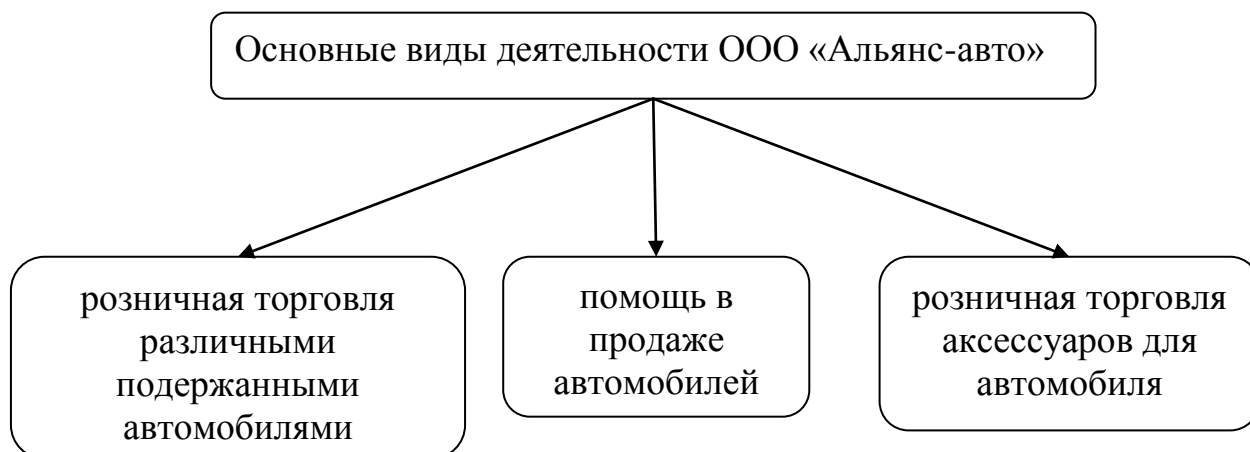 Основные виды деятельности ООО «Альянс-авто»
розничная торговля
различными
подержанными
автомобилями
помощь в
продаже
автомобилей
розничная торговля
аксессуаров для
автомобиля